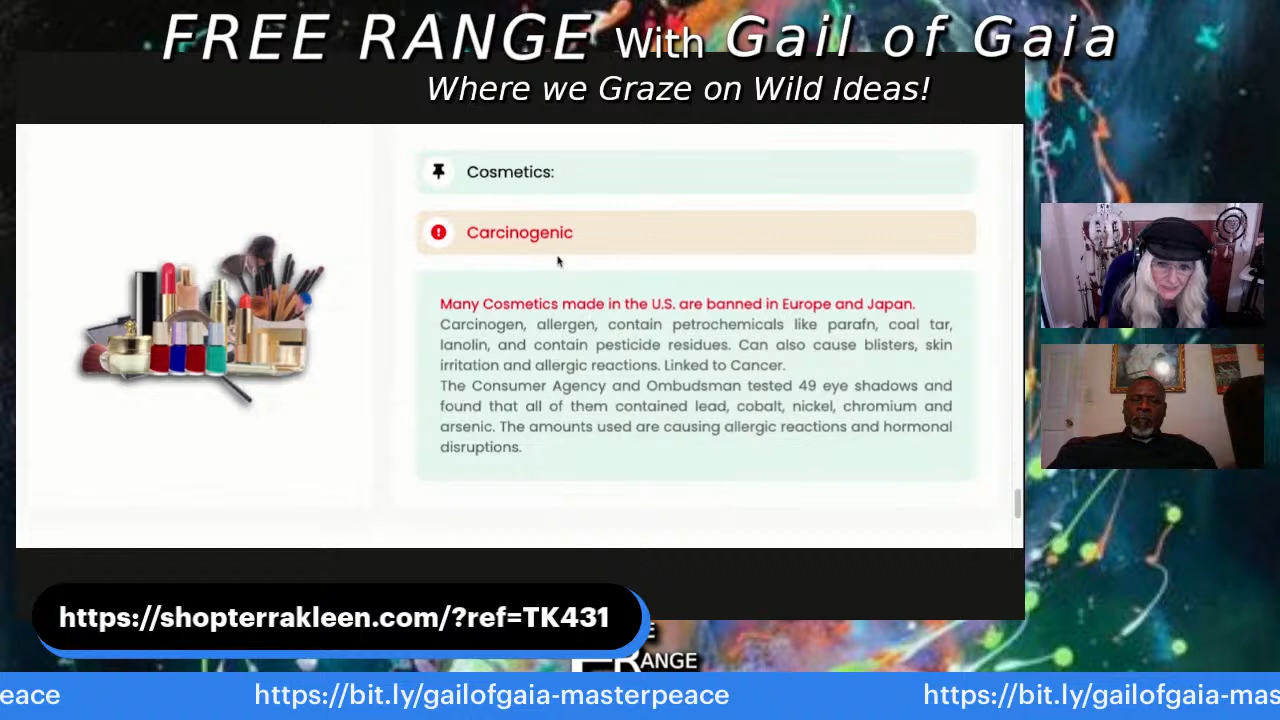 FREE RANGE With Gail of Gaia
Where we Graze on Wild Ideas!
Cosmetics:
Carcinogenic
Many Cosmetics made in the U.S. are banned in Europe and Japan.
Carcinogen, allergen, contain petrochemicals like parafn, coal tar,
lanolin, and contain pesticide residues. Can also cause blisters, skin
irritation and allergic reactions. Linked to Cancer.
The Consumer Agency and Ombudsman tested 49 eye shadows and
found that all of them contained lead, cobalt, nickel, chromium and
arsenic. The amounts used are causing allergic reactions and hormonal
disruptions.
https://shopterrakleen.com/?ref=TK431
RANGE
eace https://bit.ly/gailofgaia-masterpeace https://bit.ly/gailofgaia-mas